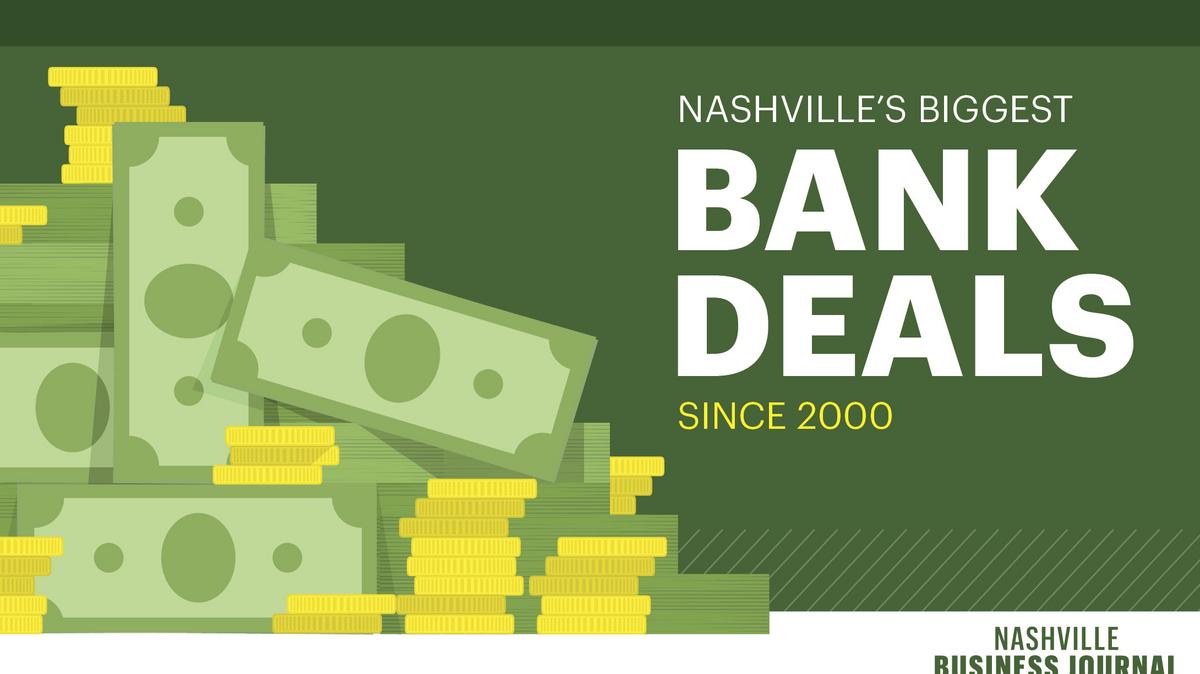 NASHVILLE’S BIGGEST
BANK
DEALS
SINCE 2000
NASHVILLE
BUSINESS JOURNAL